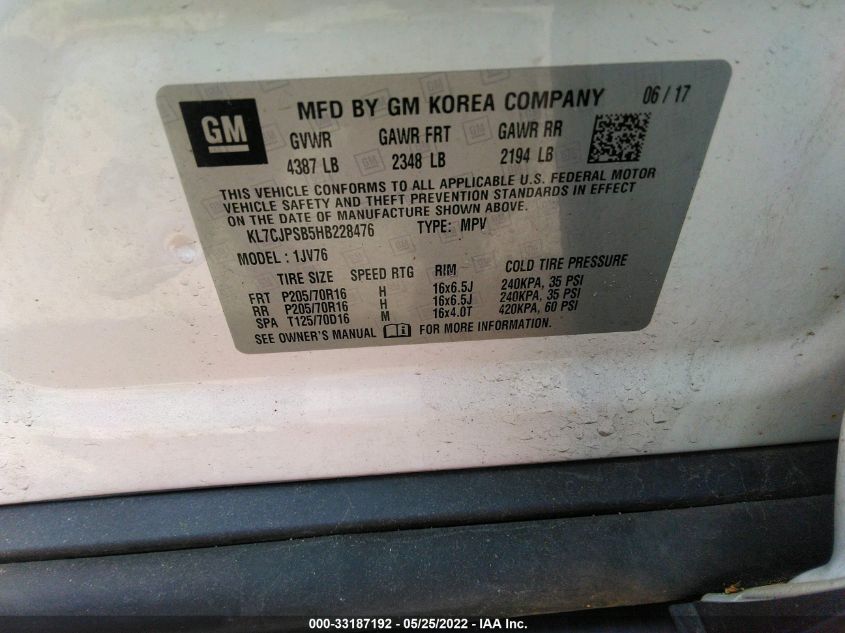 GM
MFD BY GM KOREA COMPANY 06 / 17
GVWR GAWR FRT GAWR RR
4387 LB 2348 LB 2194 LB
THIS VEHICLE CONFORMS TO ALL APPLICABLE U.S. FEDERAL MOTOR
VEHICLE SAFETY AND THEFT PREVENTION STANDARDS IN EFFECT
ON THE DATE OF MANUFACTURE SHOWN ABOVE.
KL7CJPSB5HB228476 TYPE: MPV
MODEL : 1JV76
TIRE SIZE SPEED RTG RIM COLD TIRE PRESSURE
FRT P205/70R16 H 16x6.5J 240KPA, 35 PSI
RR P205/70R16 H 16x6.5J 240KPA, 35 PSI
SPA T125/70D16 M 16x4.0T 420KPA, 60 PSI
SEE OWNER'S MANUAL FOR MORE INFORMATION.
000-33187192 - 05/25/2022 - IAA Inc.